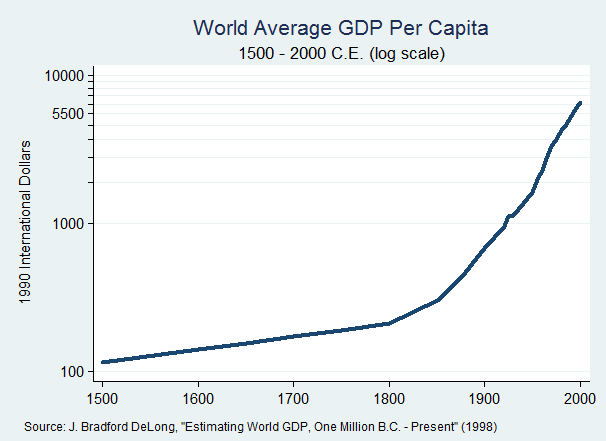 World Average GDP Per Capita
1500 - 2000 C.E. (log scale)
10000
5500
1000
100
1990 International Dollars
1500 1600 1700 1800 1900 2000
Source: J. Bradford DeLong, "Estimating World GDP, One Million B.C. - Present" (1998)